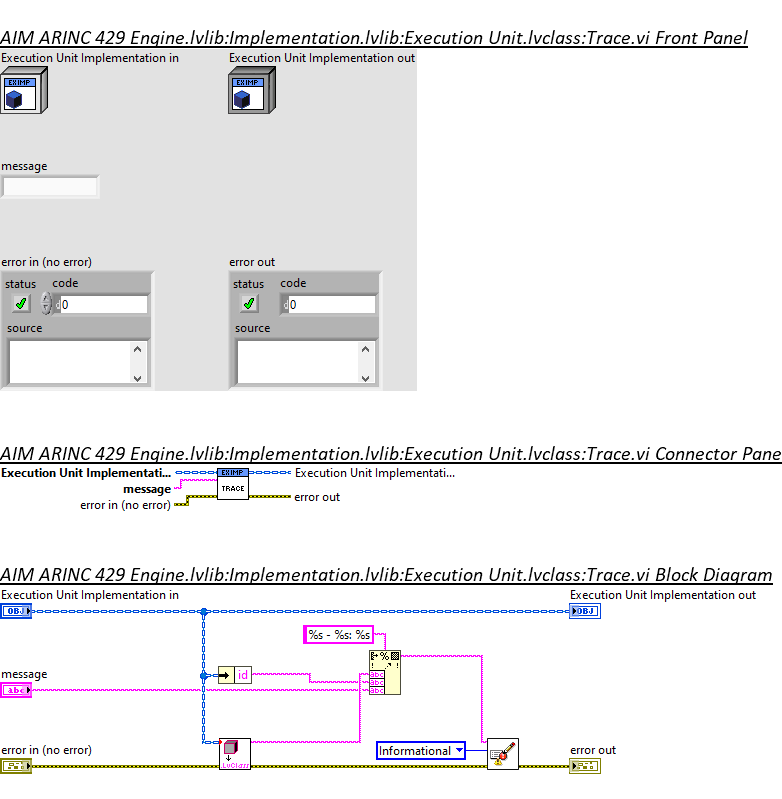 AIM ARINC 429 Engine.lvlib:Implementation.lvlib:Execution Unit.lvclass:Trace.vi Front Panel
Execution Unit Implementation in
Execution Unit Implementation out
EXIMP
EXIMP
message
error in (no error)
error out
status code
0
source
status code
0
source
AIM ARINC 429 Engine.lvlib:Implementation.lvlib:Execution Unit.lvclass:Trace.vi Connector Pane
Execution Unit Implementati...
EXIMP
Execution Unit Implementati...
message
TRACE
error in (no error)
error out
AIM ARINC 429 Engine.lvlib:Implementation.lvlib:Execution Unit.lvclass:Trace.vi Block Diagram
Execution Unit Implementation in
Execution Unit Implementation out
OBJ
OBJ
%s - %s: %s
%
message
id
abc
abc
abc
abc
error in (no error)
Informational
error out
.LvClass